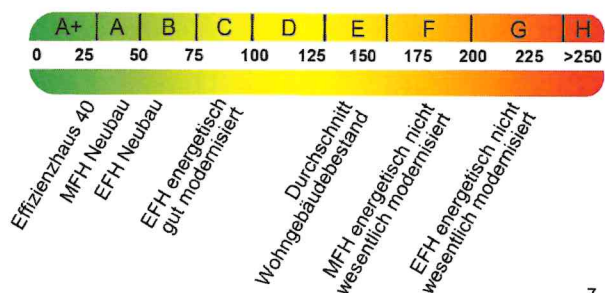 A+ A B C D E F G H
0 25 50 75 100 125 150 175 200 225 >250
Effizienzhaus 40
MFH Neubau
EFH Neubau
EFH energetisch
gut modernisiert
Durchschnitt
Wohngebäudebestand
MFH energetisch nicht
wesentlich modernisiert
EFH energetisch nicht
wesentlich modernisiert